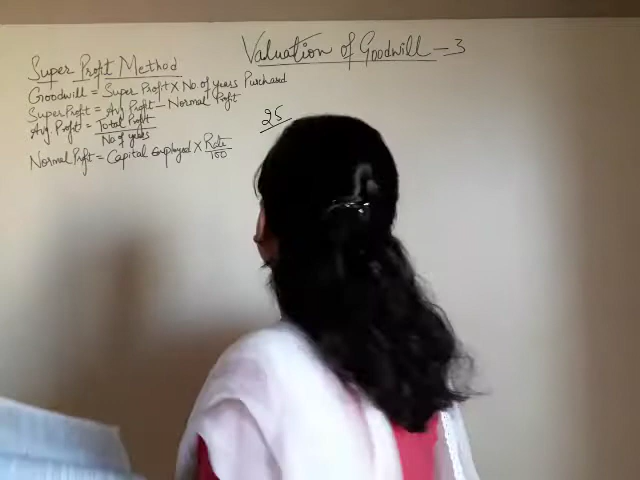 Valuation of Goodwill - 3
Super Profit Method
Goodwill = Super Profit × No. of years Purchased
Super Profit = Avg Profit - Normal Profit
Avg. Profit = Total Profit
No of years
Normal Profit = Capital employed × Rate
100
25